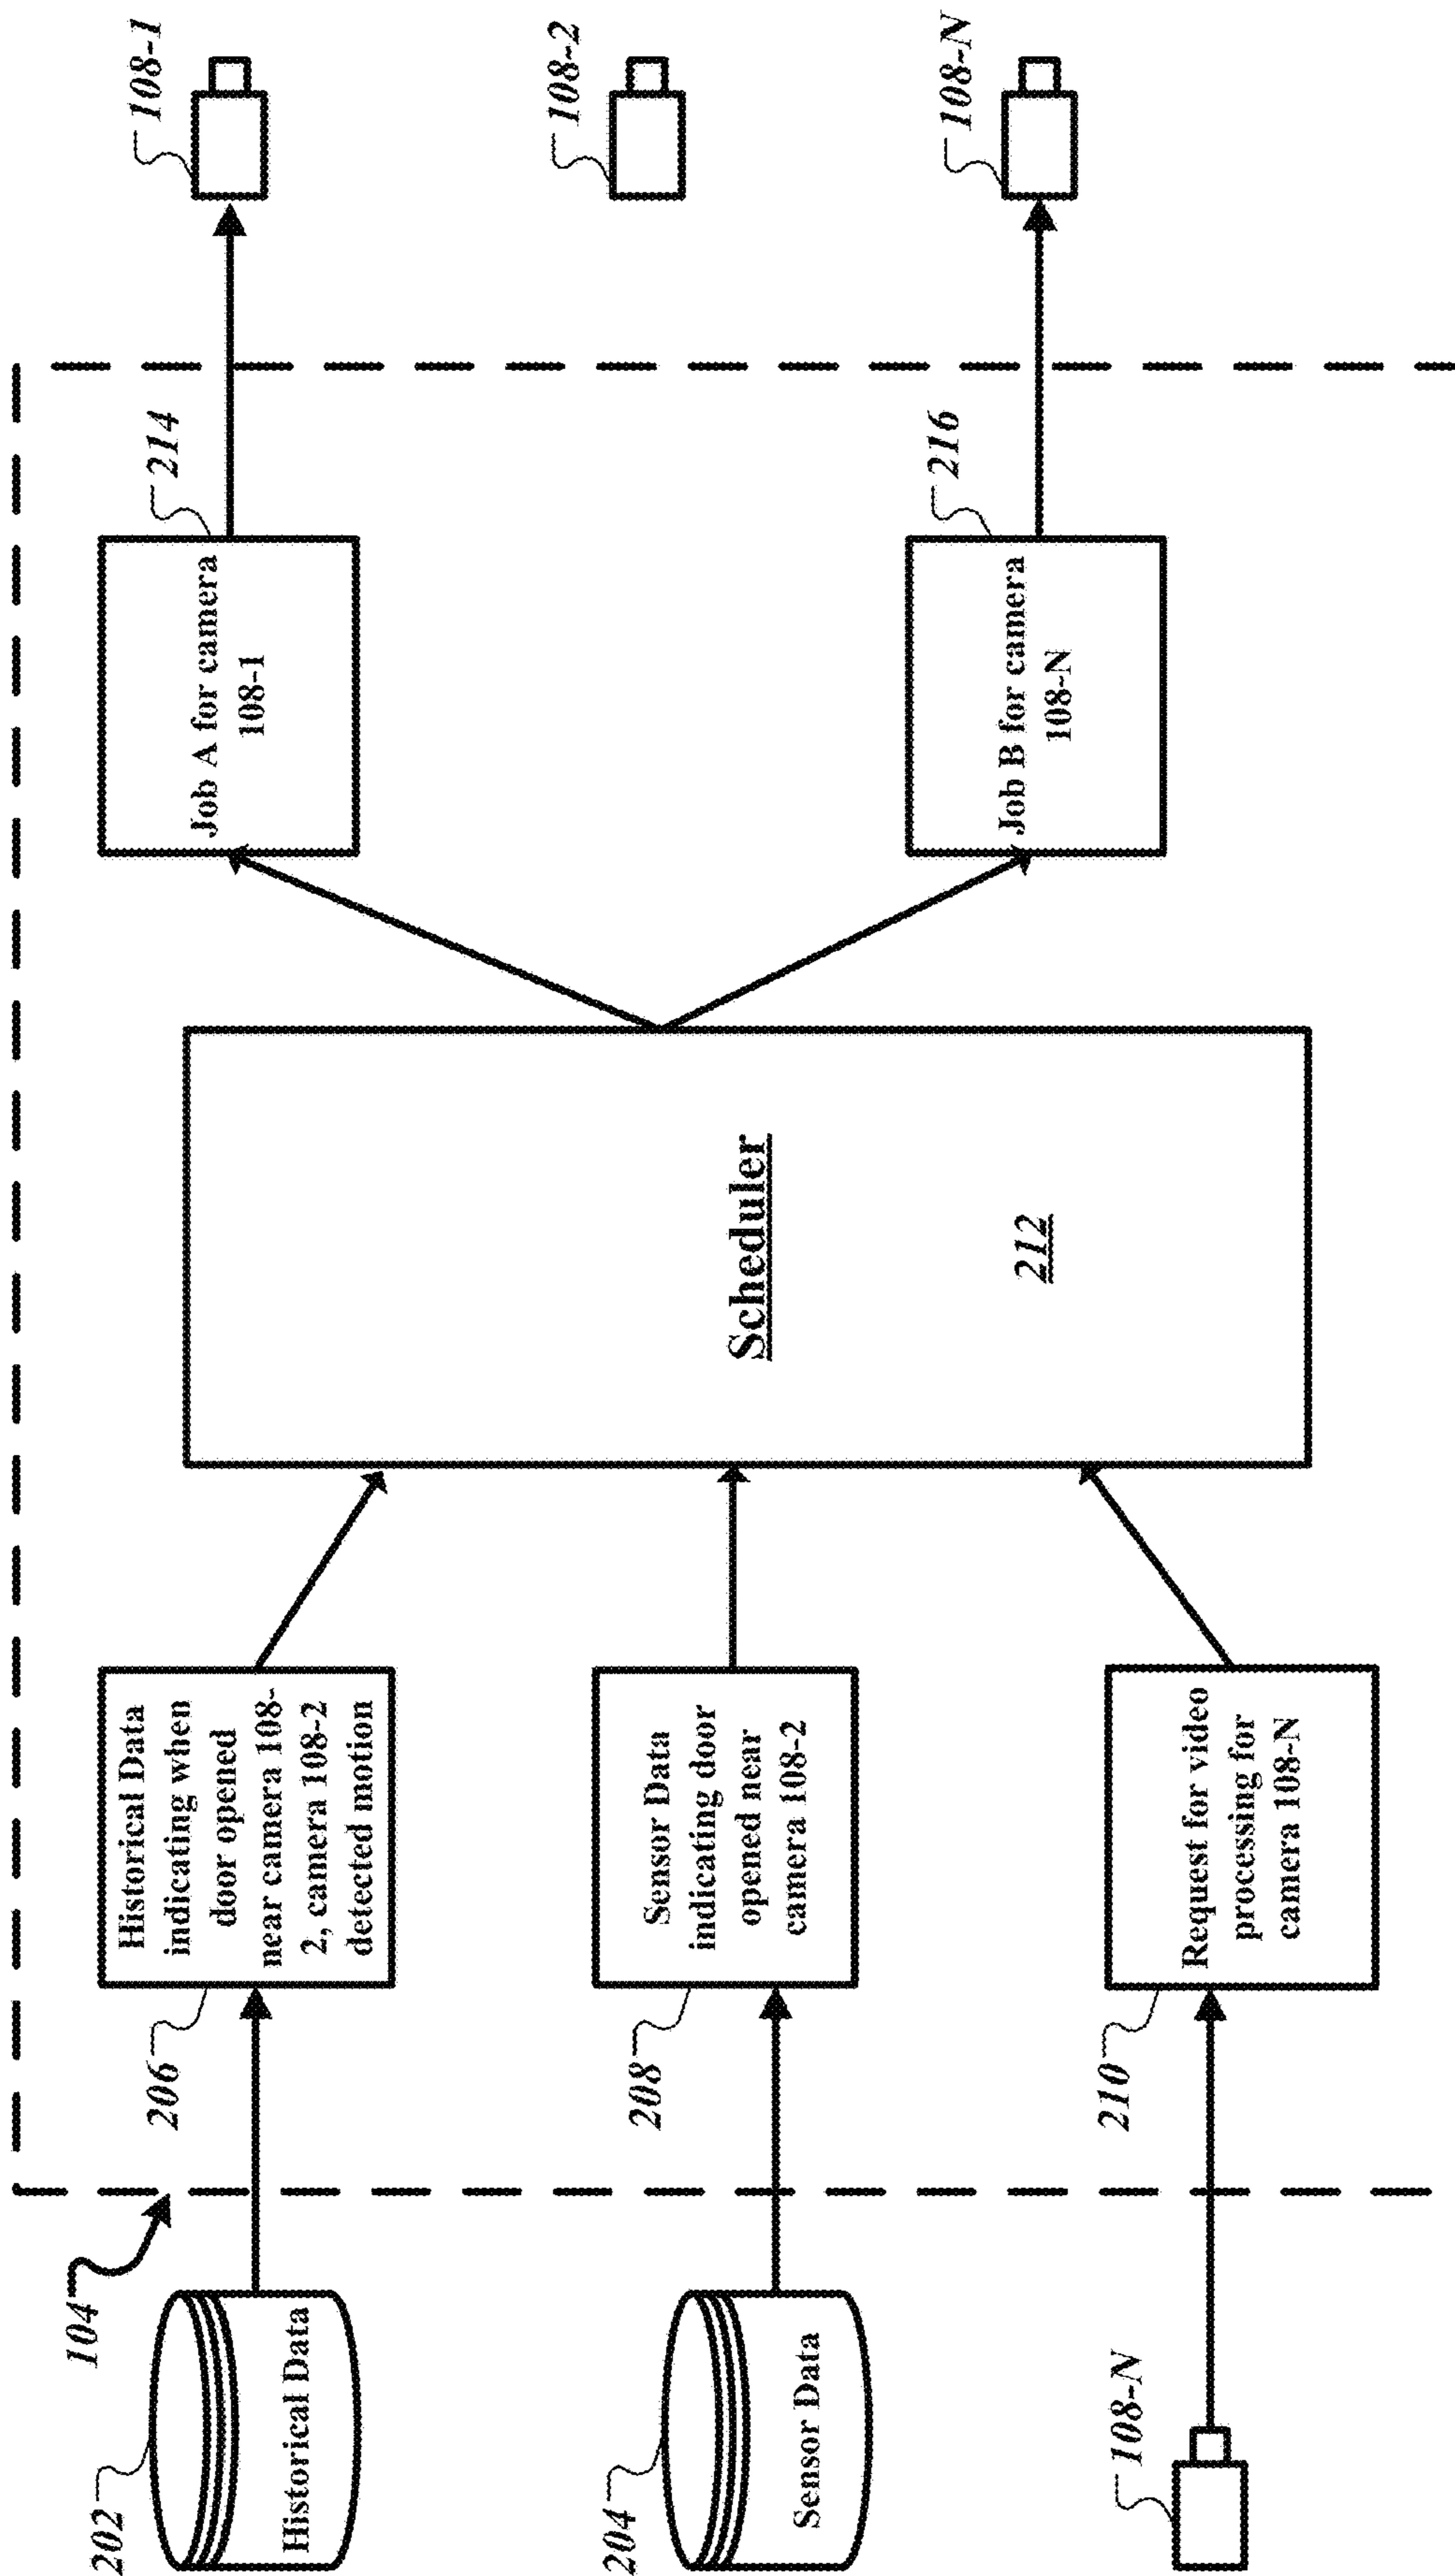 104
202
Historical Data
206
Historical Data
indicating when
door opened
near camera 108-
2, camera 108-2
detected motion
204
Sensor Data
208
Sensor Data
indicating door
opened near
camera 108-2
108-N
210
Request for video
processing for
camera 108-N
Scheduler
212
214
Job A for camera
108-1
216
Job B for camera
108-N
108-1
108-2
108-N